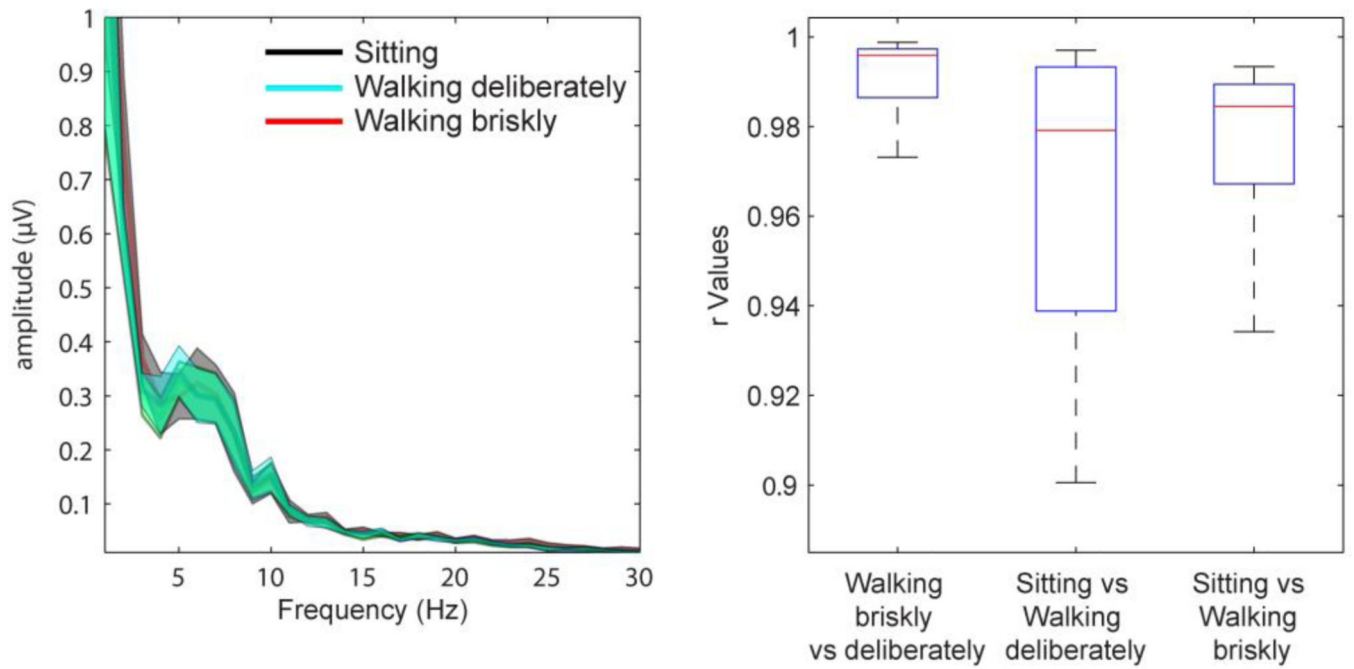 1
0.9
0.8
0.7
0.6
0.5
0.4
0.3
0.2
0.1
amplitude (µV)
Sitting
Walking deliberately
Walking briskly
5
10
15
20
25
30
Frequency (Hz)
1
0.98
0.96
0.94
0.92
0.9
r Values
Walking
briskly
vs deliberately
Sitting vs
Walking
deliberately
Sitting vs
Walking
briskly